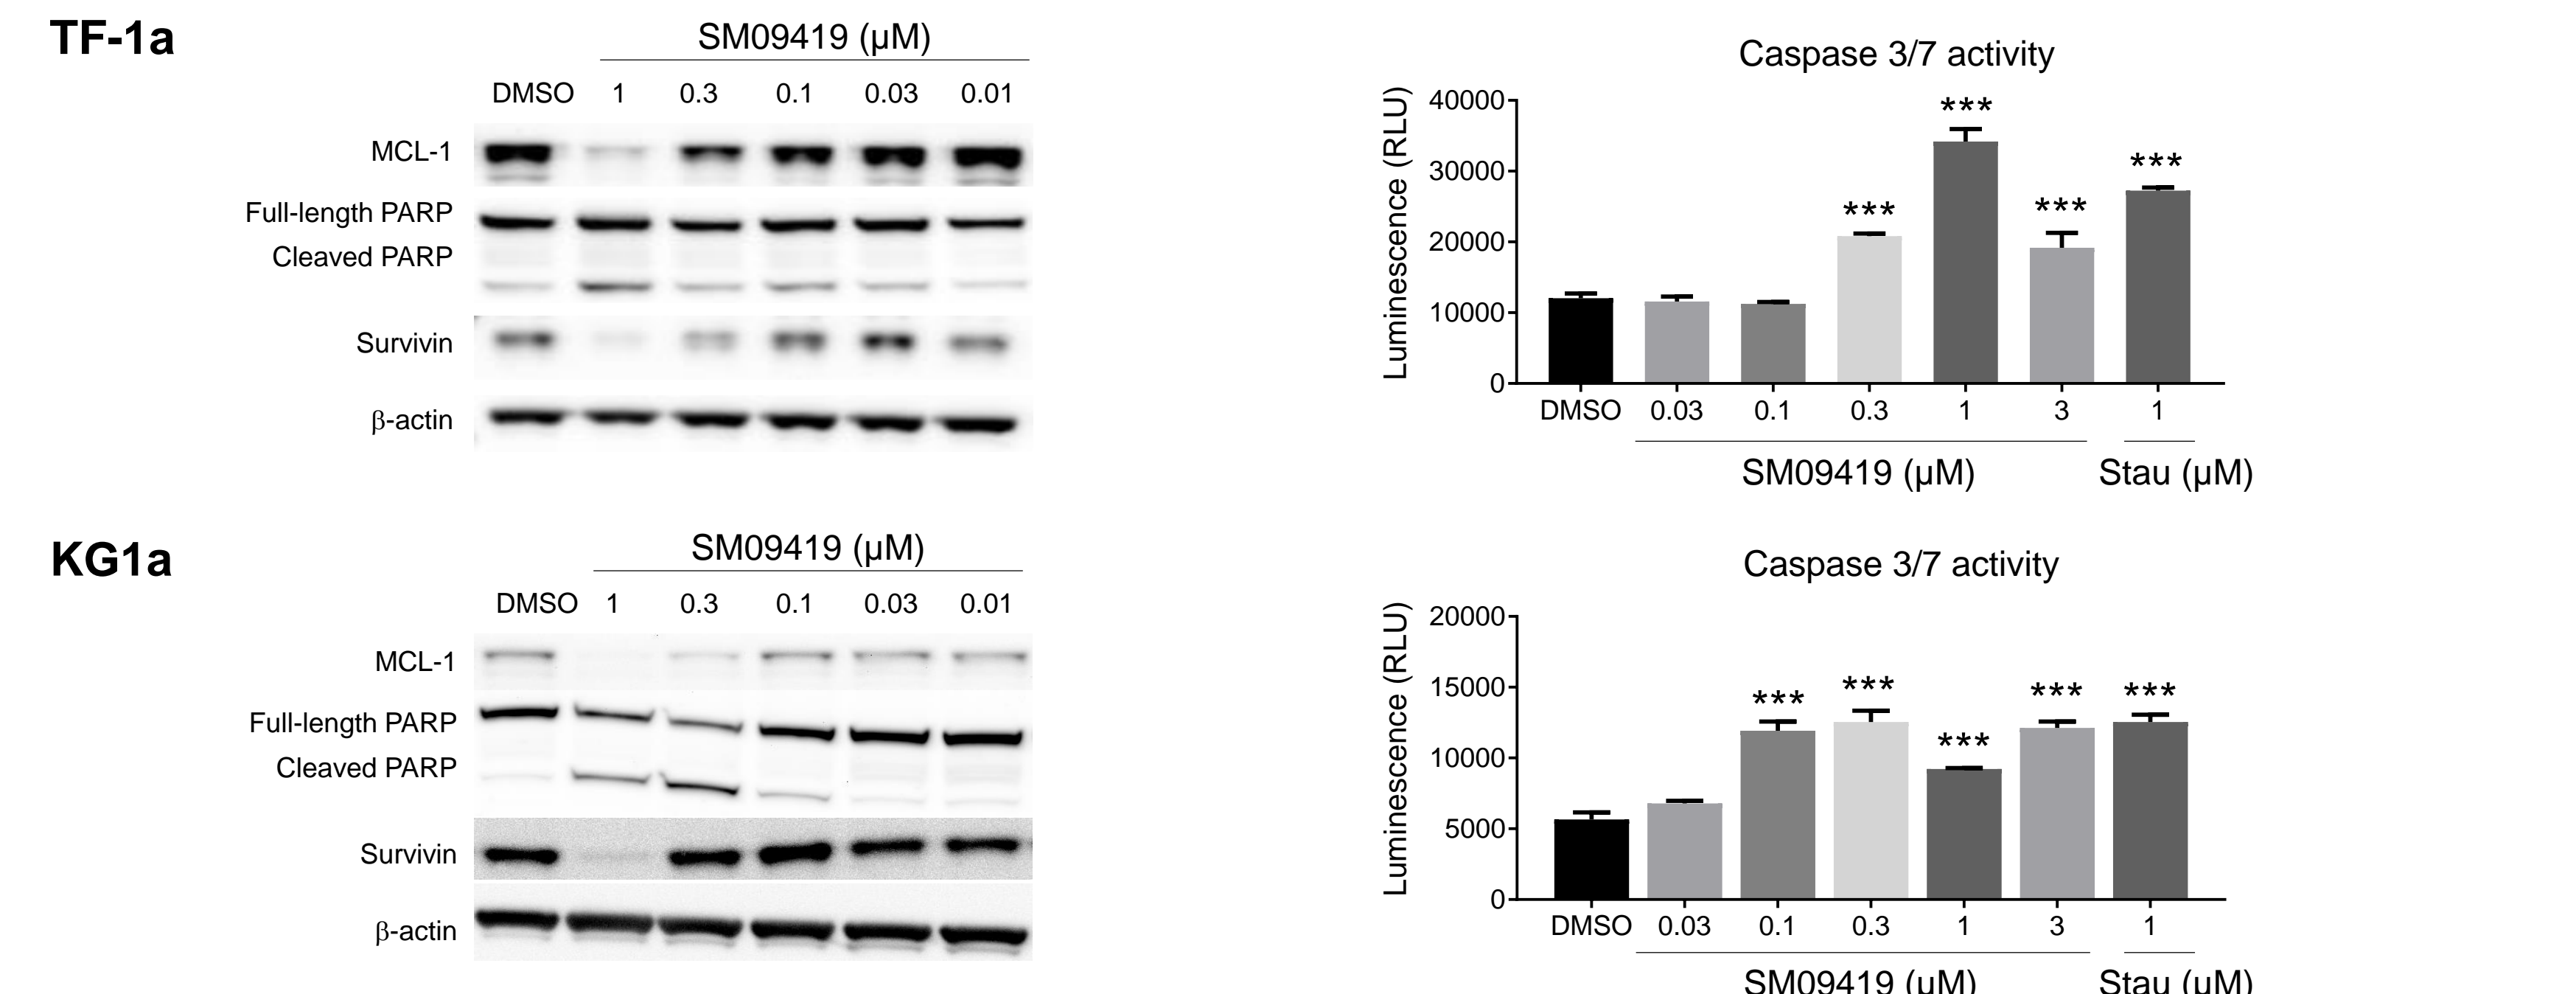 TF-1a
SM09419 (µM)
DMSO 1 0.3 0.1 0.03 0.01
MCL-1
Full-length PARP
Cleaved PARP
Survivin
β-actin
Caspase 3/7 activity
Luminescence (RLU)
40000
30000
20000
10000
0
*** *** *** ***
DMSO 0.03 0.1 0.3 1 3 1
SM09419 (µM) Stau (µM)
KG1a
SM09419 (µM)
DMSO 1 0.3 0.1 0.03 0.01
MCL-1
Full-length PARP
Cleaved PARP
Survivin
β-actin
Caspase 3/7 activity
Luminescence (RLU)
20000
15000
10000
5000
0
*** *** *** *** ***
DMSO 0.03 0.1 0.3 1 3 1
SM09419 (µM) Stau (µM)